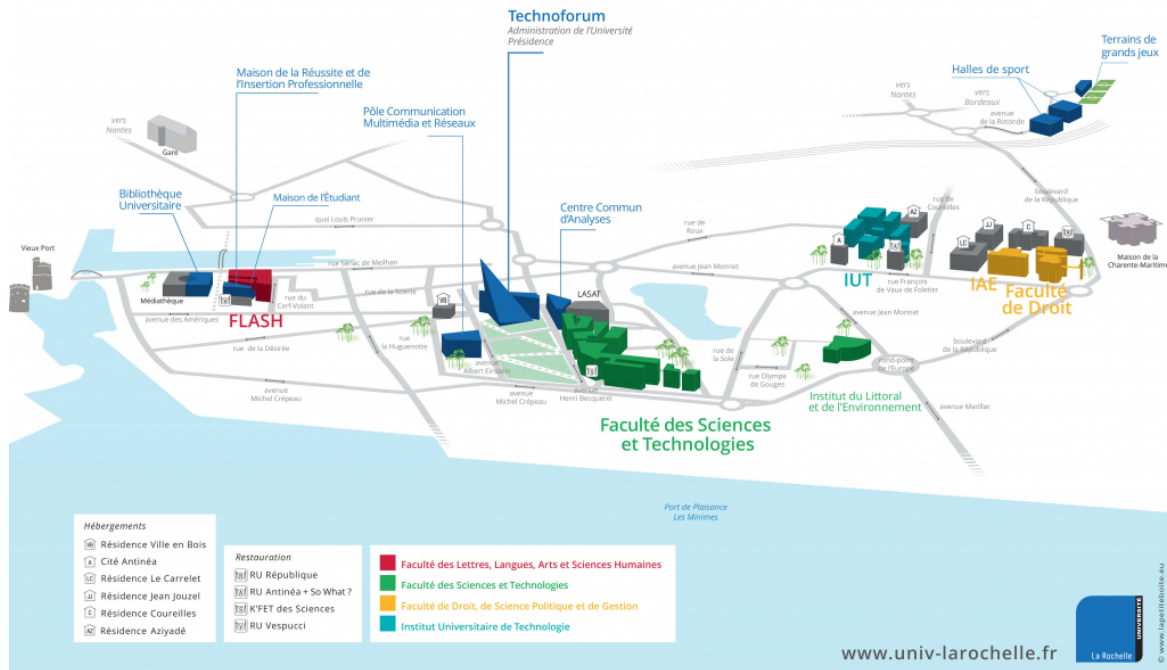 Technoforum
Administration de l'Université
Présidence
Maison de la Réussite et de
l'Insertion Professionnelle
Pôle Communication
Multimédia et Réseaux
Terrains de
grands jeux
Halles de sport
vers
Nantes
vers
Bordeaux
avenue
de la Rotonde
vers
Nantes
Gare
Bibliothèque
Universitaire
Maison de l'Étudiant
Centre Commun
d'Analyses
quai Louis Prunier
rue de
Roux
rue de
Coureilles
boulevard
de la République
Vieux Port
Maison de la
Charente-Maritime
rue Sénac de Meilhan
avenue Jean Monnet
AZ
A
JJ
C
LC
IUT
rue François
de Vaux de Foletier
IAE
Faculté
de Droit
Médiathèque
rue du
Cerf-Volant
rue de la Scierie
VB
LASAT
avenue des Amériques
FLASH
avenue Jean Monnet
rue de la Désirée
rue
la Huguenotte
rue de
la Sole
boulevard
de la République
avenue
Albert Einstein
rond-point
de l'Europe
rue Olympe
de Gouges
avenue
Michel Crépeau
avenue
Michel Crépeau
avenue
Henri Becquerel
Institut du Littoral
et de l'Environnement
avenue Marillac
Faculté des Sciences
et Technologies
Port de Plaisance
Les Minimes
Hébergements
VB Résidence Ville en Bois
A Cité Antinéa
LC Résidence Le Carrelet
JJ Résidence Jean Jouzel
C Résidence Coureilles
AZ Résidence Aziyadé
Restauration
RU République
RU Antinéa + So What ?
K'FET des Sciences
RU Vespucci
Faculté des Lettres, Langues, Arts et Sciences Humaines
Faculté des Sciences et Technologies
Faculté de Droit, de Science Politique et de Gestion
Institut Universitaire de Technologie
www.univ-larochelle.fr
La Rochelle
UNIVERSITÉ
© www.lapetiteboite.eu